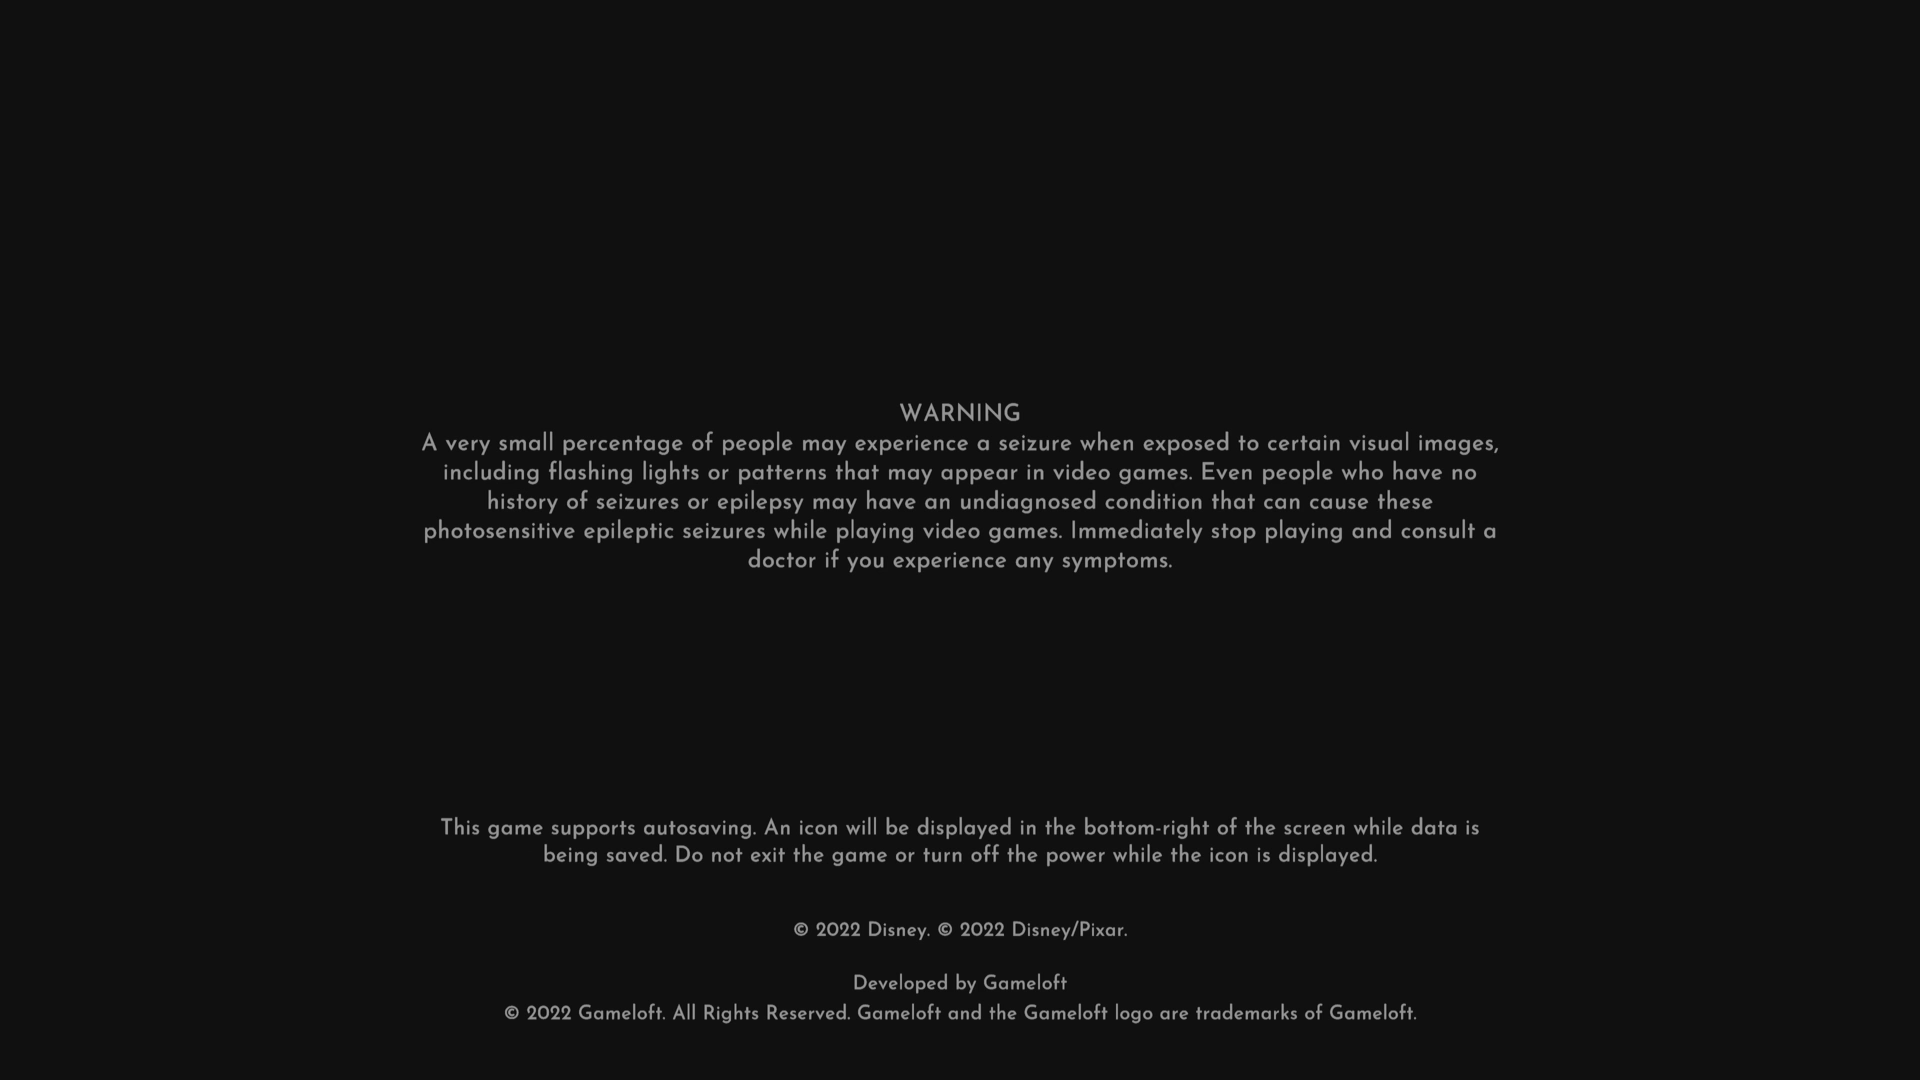 WARNING
A very small percentage of people may experience a seizure when exposed to certain visual images,
including flashing lights or patterns that may appear in video games. Even people who have no
history of seizures or epilepsy may have an undiagnosed condition that can cause these
photosensitive epileptic seizures while playing video games. Immediately stop playing and consult a
doctor if you experience any symptoms.
This game supports autosaving. An icon will be displayed in the bottom-right of the screen while data is
being saved. Do not exit the game or turn off the power while the icon is displayed.
© 2022 Disney. © 2022 Disney/Pixar.
Developed by Gameloft
© 2022 Gameloft. All Rights Reserved. Gameloft and the Gameloft logo are trademarks of Gameloft.